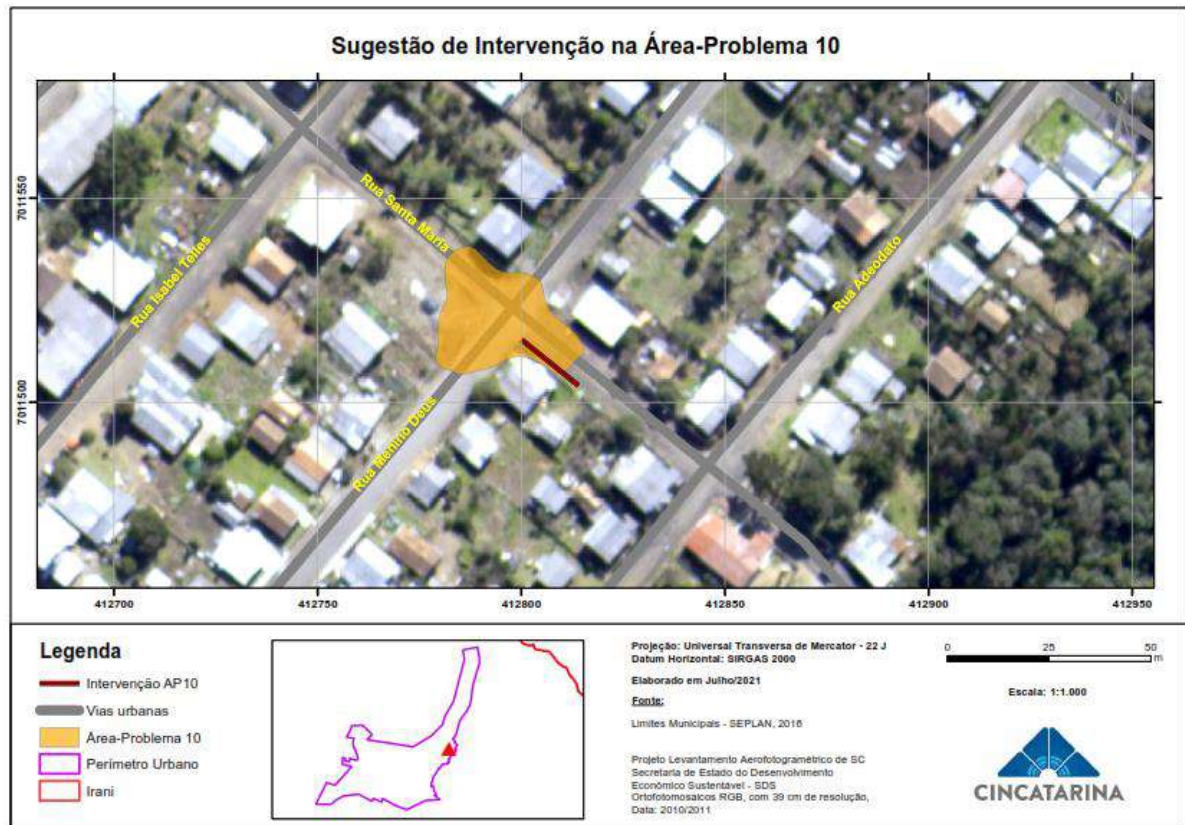 Sugestão de Intervenção na Área-Problema 10
Rua Santa Maria
Rua Isabel Telles
Rua Adeodato
Rua Menino Deus
7011550
7011500
412700
412750
412800
412850
412900
412950
N
Legenda
Intervenção AP10
Vias urbanas
Área-Problema 10
Perímetro Urbano
Irani
Projeção: Universal Transversa de Mercator - 22 J
Datum Horizontal: SIRGAS 2000
Elaborado em Julho/2021
Fonte:
Limites Municipais - SEPLAN, 2016
Projeto Levantamento Aerofotogramétrico de SC
Secretaria de Estado do Desenvolvimento
Econômico Sustentável - SDS
Ortofotomosaicos RGB, com 39 cm de resolução,
Data: 2010/2011
0 25 50
m
Escala: 1:1.000
CINCATARINA